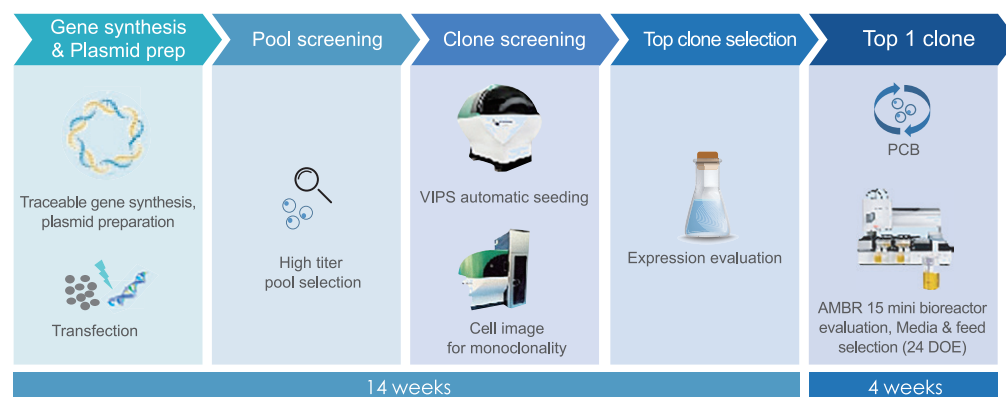 Gene synthesis
& Plasmid prep
Pool screening
Clone screening
Top clone selection
Top 1 clone
Traceable gene synthesis,
plasmid preparation
Transfection
High titer
pool selection
VIPS automatic seeding
Cell image
for monoclonality
Expression evaluation
PCB
AMBR 15 mini bioreactor
evaluation, Media & feed
selection (24 DOE)
14 weeks
4 weeks